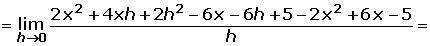 = lim h→0 (2x² + 4xh + 2h² − 6x − 6h + 5 − 2x² + 6x − 5) / h =